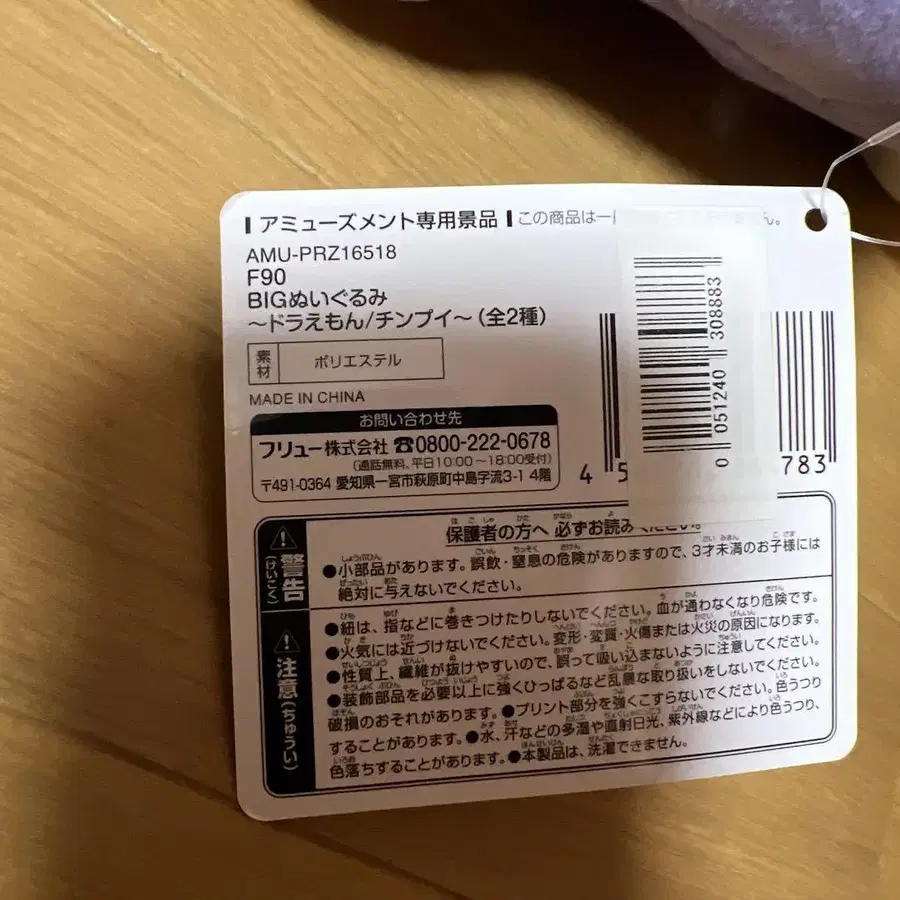 アミューズメント専用景品 この商品は一
AMU-PRZ16518
F90
BIGぬいぐるみ
～ドラえもん/チンプイ～(全2種)
素材 ポリエステル
MADE IN CHINA
お問い合わせ先
フリュー株式会社 ☎0800-222-0678
(通話無料、平日10:00～18:00受付)
〒491-0364 愛知県一宮市萩原町中島字流3-1 4階
0 051240 308883
4 5 783
保護者の方へ 必ずお読みください。
警告(けいこく)
●小部品があります。誤飲・窒息の危険がありますので、3才未満のお子様には
絶対に与えないでください。
注意(ちゅうい)
●紐は、指などに巻きつけたりしないでください。血が通わなくなり危険です。
●火気には近づけないでください。変形・変質・火傷または火災の原因になります。
●性質上、繊維が抜けやすいので、誤って吸い込まないように注意してください。
●装飾部品を必要以上に強くひっぱるなど乱暴な取り扱いをしないでください。
破損のおそれがあります。●プリント部分を強くこすらないでください。色うつり
することがあります。●水、汗などの多湿や直射日光、紫外線などにより色うつり、
色落ちすることがあります。●本製品は、洗濯できません。